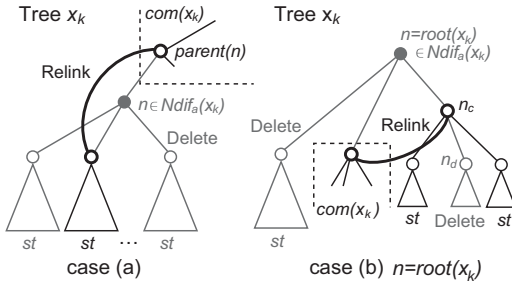 Tree x_k
com(x_k)
parent(n)
Relink
n ∈ Ndif_a(x_k)
Delete
st
st
...
st
case (a)
Tree x_k
n=root(x_k)
∈ Ndif_a(x_k)
n_c
Relink
Delete
n_d
com(x_k)
st
st
Delete
st
case (b) n=root(x_k)